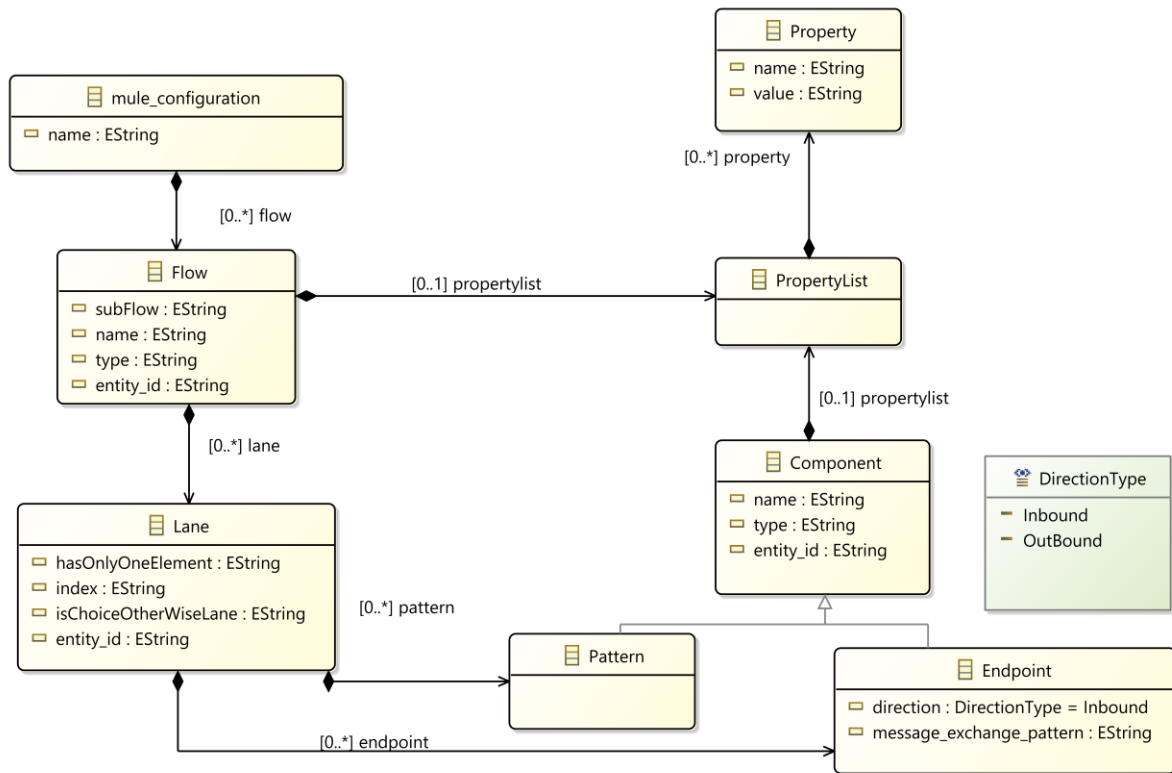 Property
name : EString
value : EString
mule_configuration
name : EString
[0..*] property
[0..*] flow
Flow
subFlow : EString
name : EString
type : EString
entity_id : EString
[0..1] propertylist
PropertyList
[0..1] propertylist
[0..*] lane
Component
name : EString
type : EString
entity_id : EString
DirectionType
Inbound
OutBound
Lane
hasOnlyOneElement : EString
index : EString
isChoiceOtherWiseLane : EString
entity_id : EString
[0..*] pattern
Pattern
Endpoint
direction : DirectionType = Inbound
message_exchange_pattern : EString
[0..*] endpoint